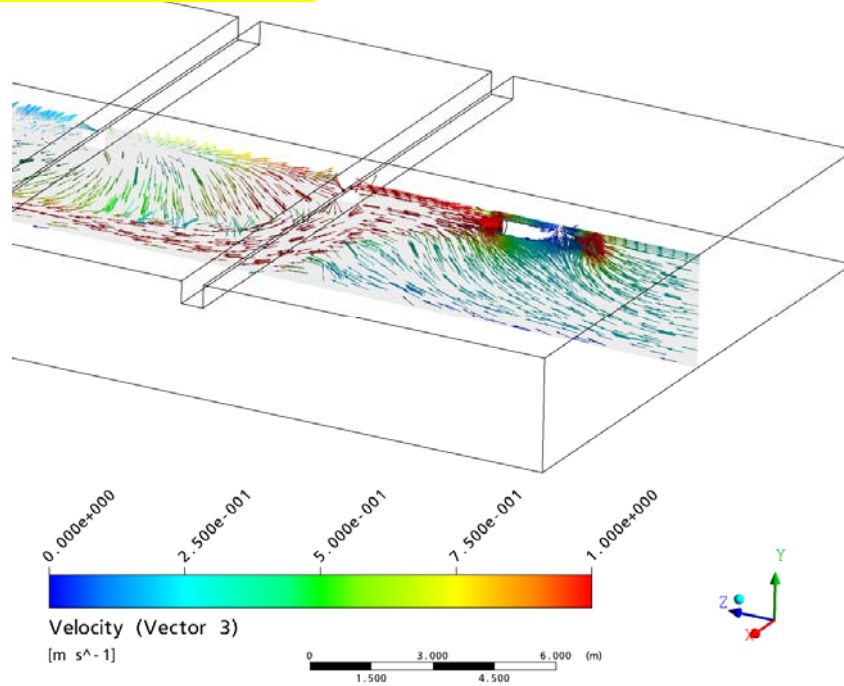 0.000e+000
2.500e-001
5.000e-001
7.500e-001
1.000e+000
Velocity (Vector 3)
[m s^-1]
0 3.000 6.000 (m)
1.500 4.500
Y
Z
X